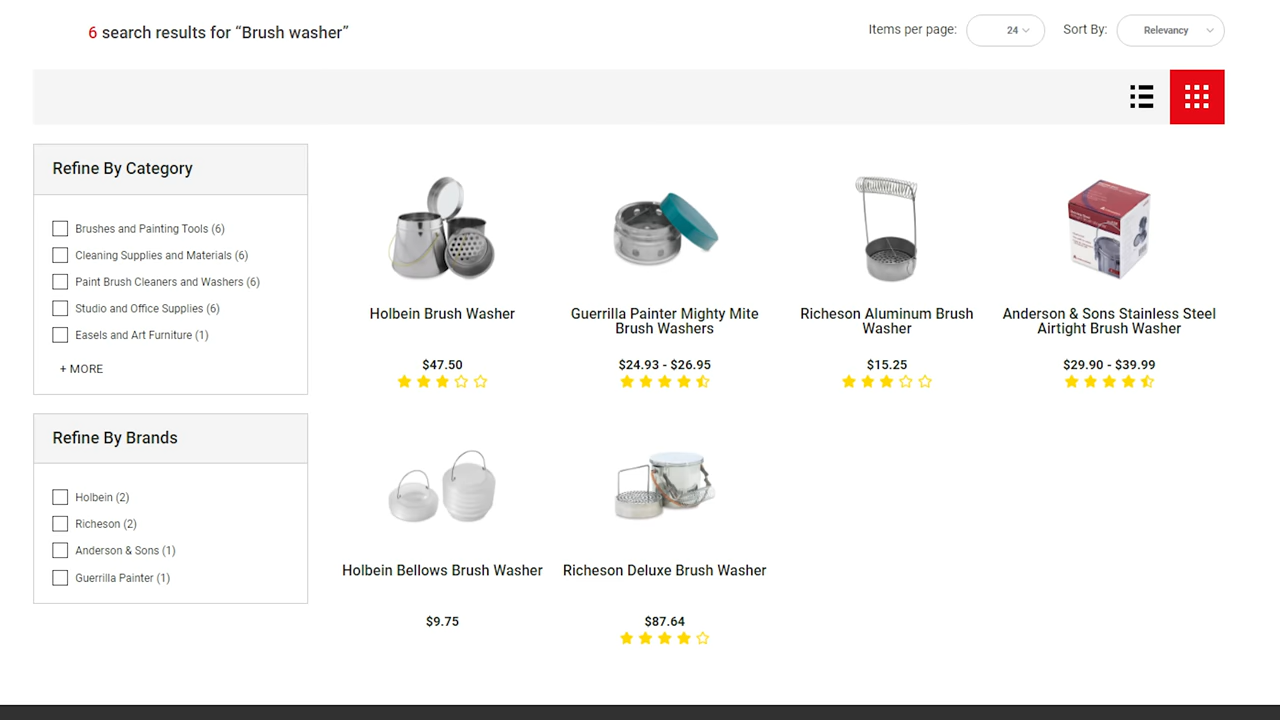 6 search results for “Brush washer”
Items per page:
24
Sort By:
Relevancy
Refine By Category
Brushes and Painting Tools (6)
Cleaning Supplies and Materials (6)
Paint Brush Cleaners and Washers (6)
Studio and Office Supplies (6)
Easels and Art Furniture (1)
+ MORE
Refine By Brands
Holbein (2)
Richeson (2)
Anderson & Sons (1)
Guerrilla Painter (1)
Holbein Brush Washer
$47.50
Guerrilla Painter Mighty Mite
Brush Washers
$24.93 - $26.95
Richeson Aluminum Brush
Washer
$15.25
Anderson & Sons Stainless Steel
Airtight Brush Washer
$29.90 - $39.99
Holbein Bellows Brush Washer
$9.75
Richeson Deluxe Brush Washer
$87.64